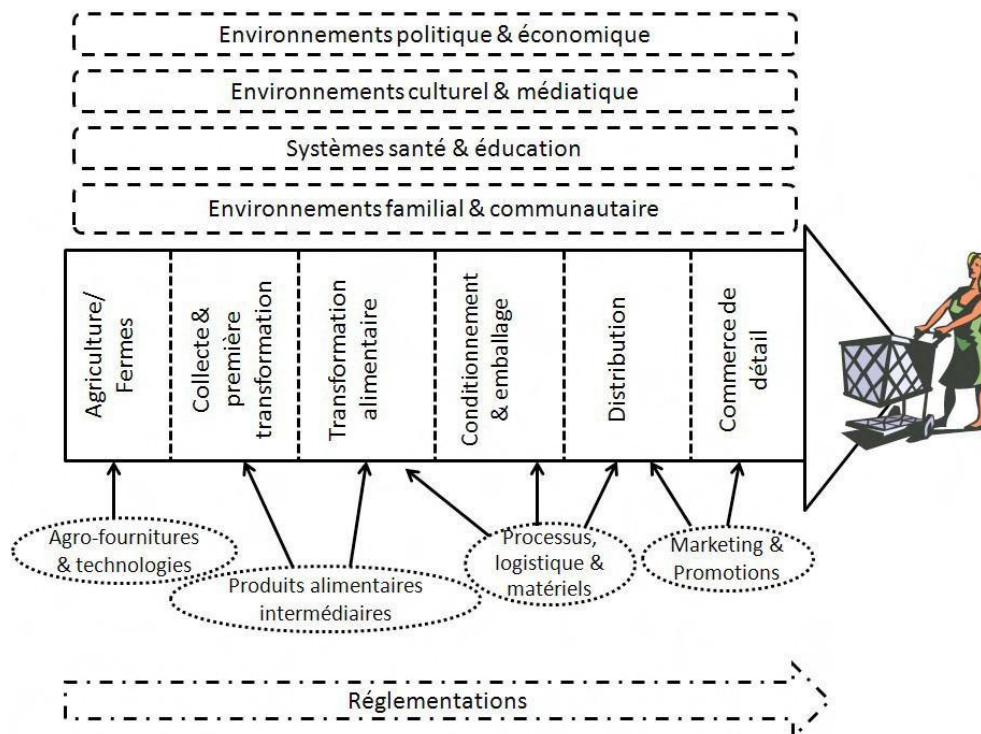 Environnements politique & économique
Environnements culturel & médiatique
Systèmes santé & éducation
Environnements familial & communautaire
Agriculture/
Fermes
Collecte &
prenière
transformation
Transformation
alimentaire
Conditionnement
& emballage
Distribution
Commerce de
détail
Agro-fournitures
& technologies
Produits alimentaires
intermédiaires
Processus,
logistique &
matériels
Marketing &
Promotions
Réglementations